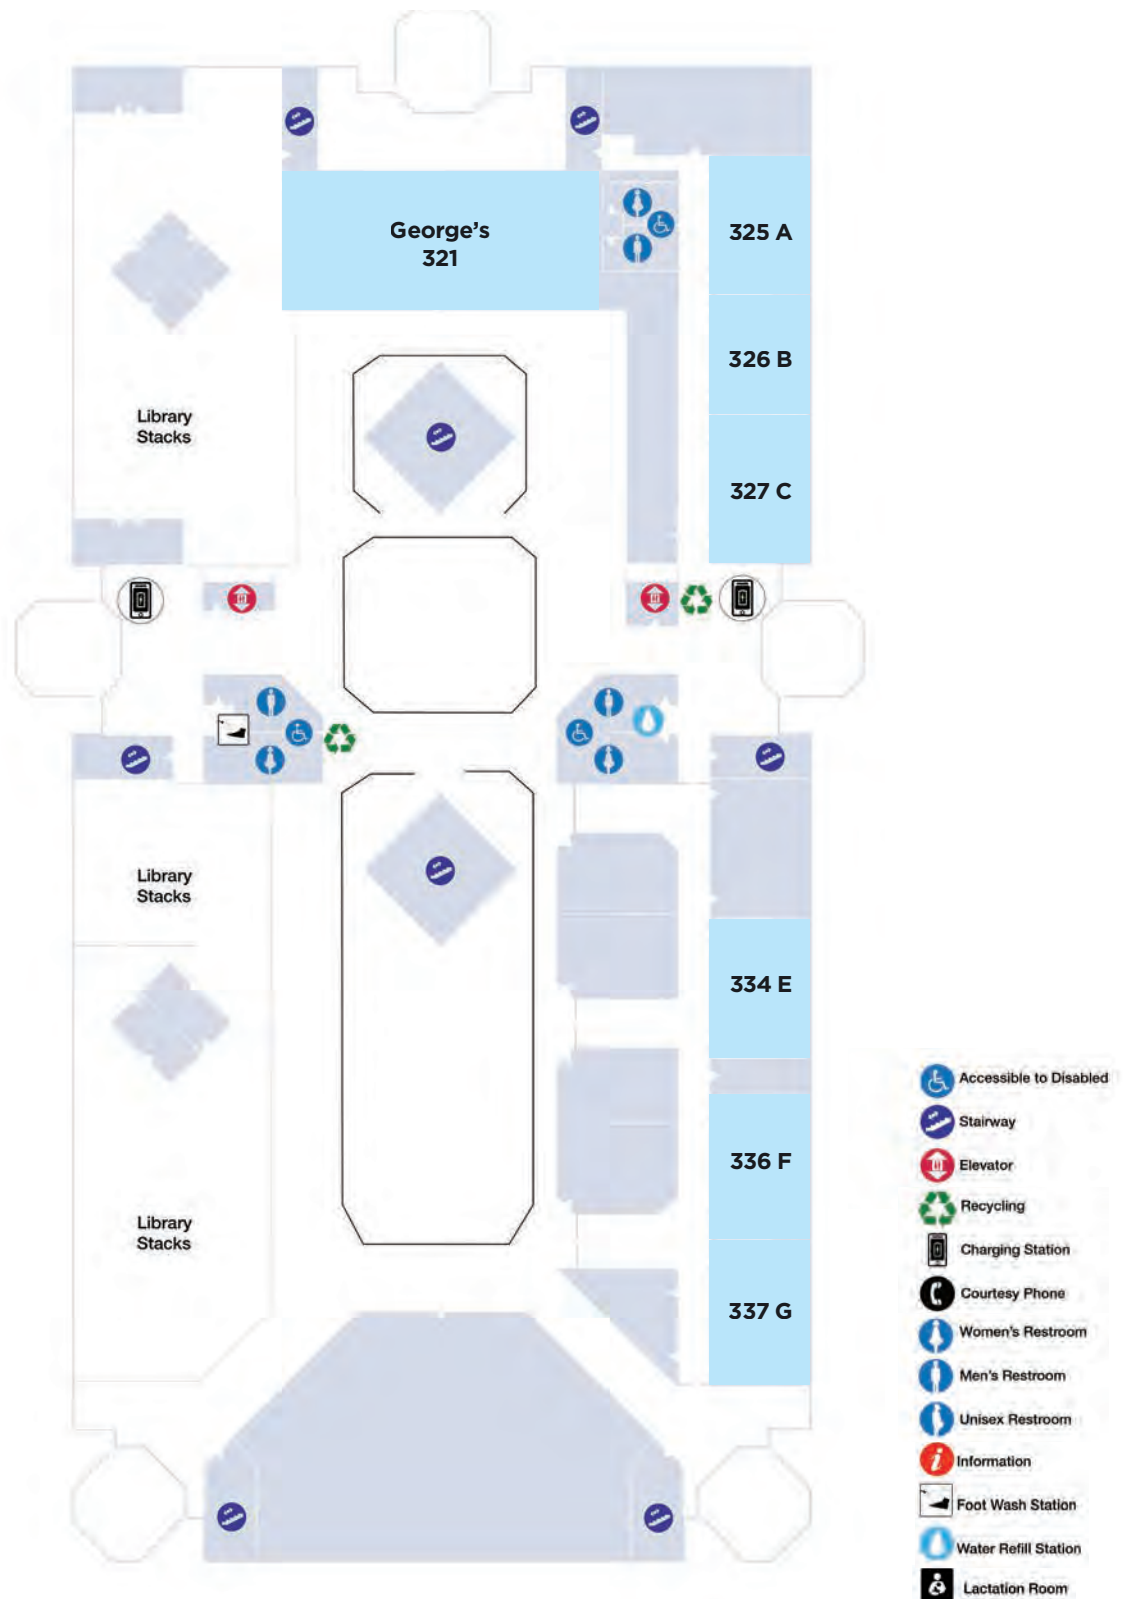 George's
321
325 A
326 B
Library
Stacks
327 C
Library
Stacks
334 E
336 F
Library
Stacks
337 G
Accessible to Disabled
Stairway
Elevator
Recycling
Charging Station
Courtesy Phone
Women's Restroom
Men's Restroom
Unisex Restroom
Information
Foot Wash Station
Water Refill Station
Lactation Room